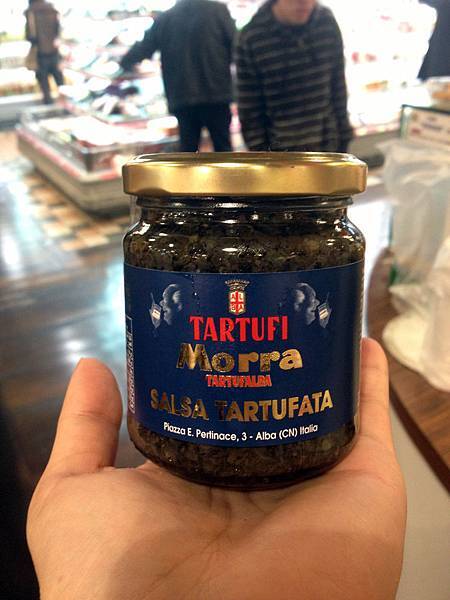 TARTUFI
Morra
TARTUFALBA
SALSA TARTUFATA
Piazza E. Pertinace, 3 - Alba (CN) Italia